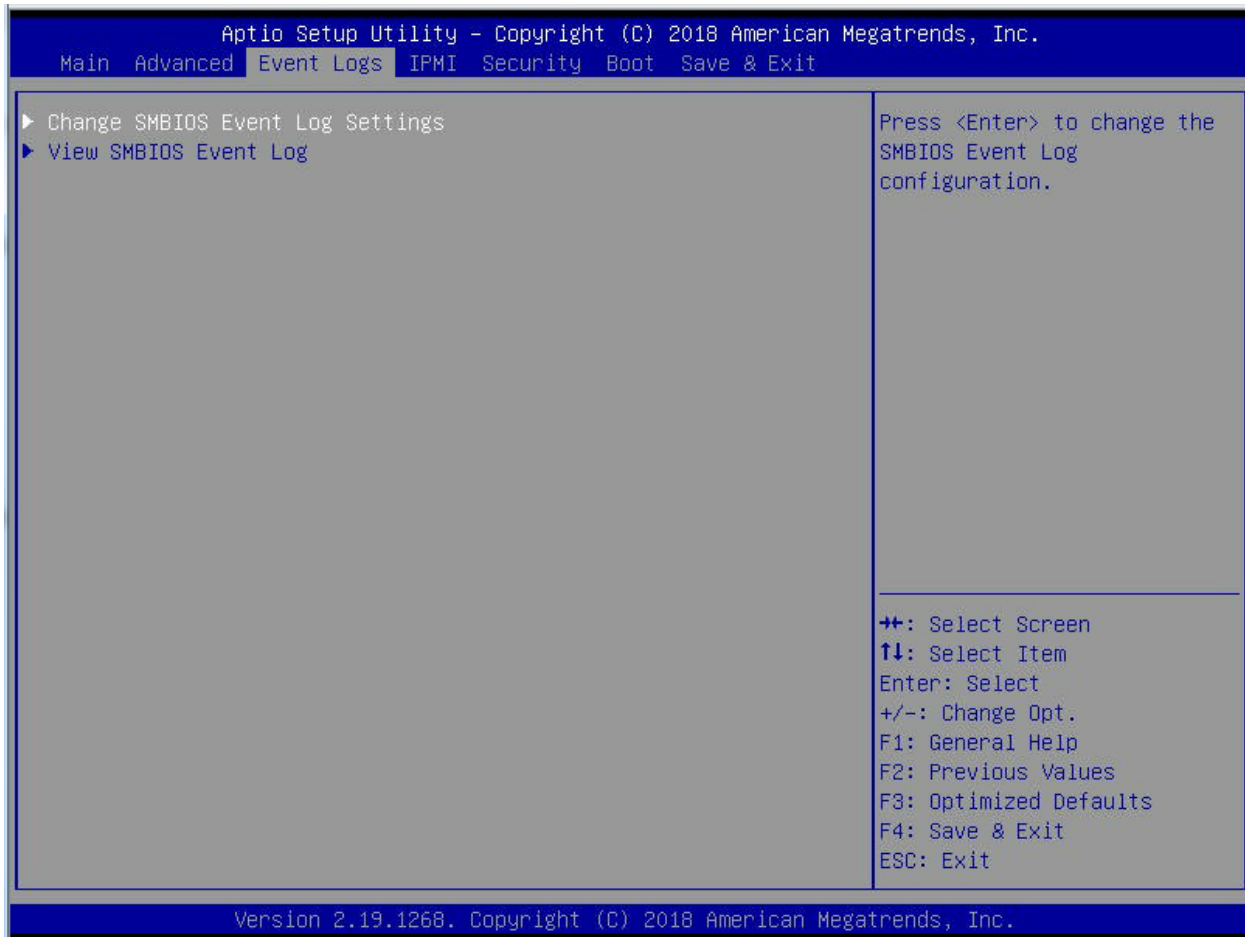 Aptio Setup Utility – Copyright (C) 2018 American Megatrends, Inc.
Main Advanced Event Logs IPMI Security Boot Save & Exit
▶ Change SMBIOS Event Log Settings
▶ View SMBIOS Event Log
Press <Enter> to change the
SMBIOS Event Log
configuration.
→←: Select Screen
↑↓: Select Item
Enter: Select
+/-: Change Opt.
F1: General Help
F2: Previous Values
F3: Optimized Defaults
F4: Save & Exit
ESC: Exit
Version 2.19.1268. Copyright (C) 2018 American Megatrends, Inc.